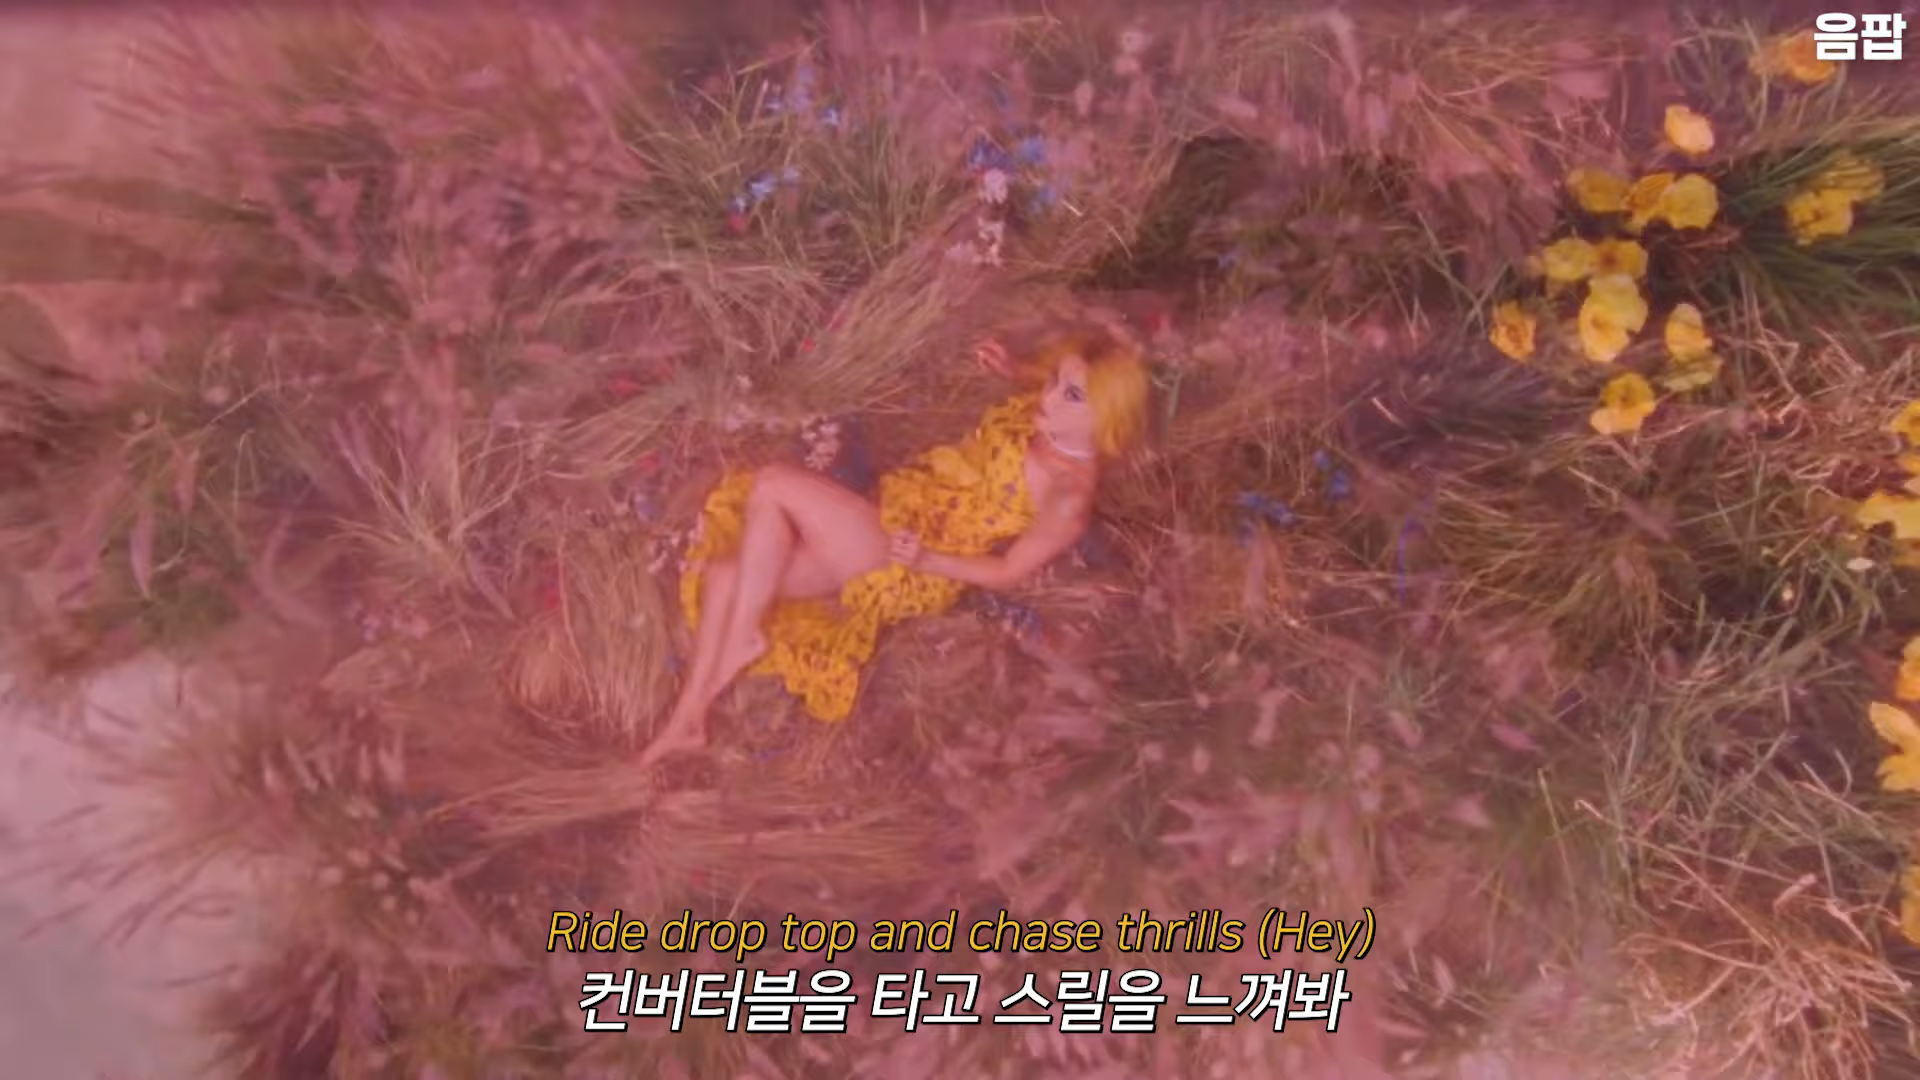 음팝
Ride drop top and chase thrills (Hey)
컨버터블을 타고 스릴을 느껴봐